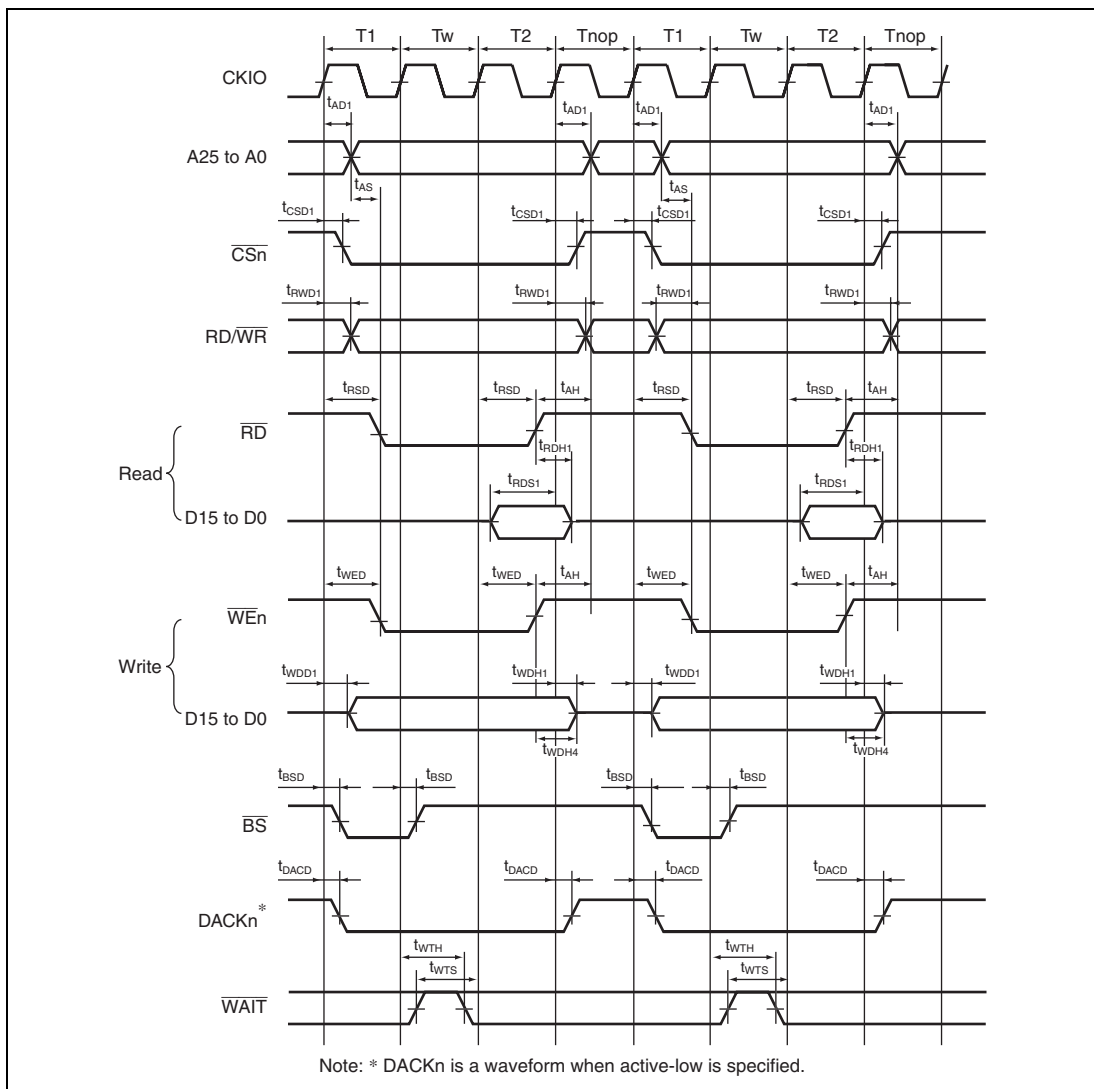 T1 Tw T2 Tnop T1 Tw T2 Tnop
CKIO
tAD1 tAD1 tAD1 tAD1
A25 to A0
tAS tAS
tCSD1 tCSD1 tCSD1 tCSD1
CSn
tRWD1 tRWD1 tRWD1 tRWD1
RD/WR
tRSD tRSD tAH tRSD tRSD tAH
RD
tRDH1 tRDH1
Read
tRDS1 tRDS1
D15 to D0
tWED tWED tAH tWED tWED tAH
WEn
Write
tWDD1 tWDH1 tWDD1 tWDH1
D15 to D0
tWDH4 tWDH4
tBSD tBSD tBSD tBSD
BS
tDACD tDACD tDACD tDACD
DACKn*
tWTH tWTH
tWTS tWTS
WAIT
Note: * DACKn is a waveform when active-low is specified.